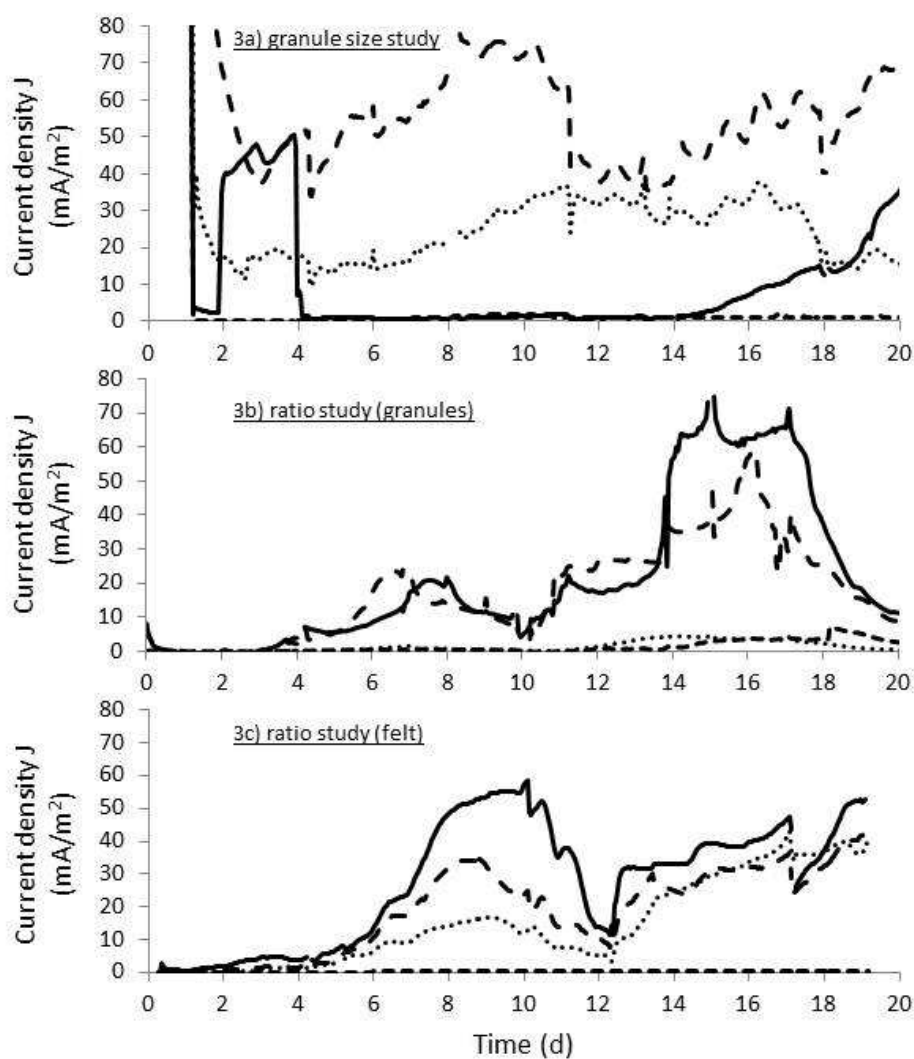 80
3a) granule size study
70
60
50
40
30
20
10
0
Current density J
(mA/m²)
0 2 4 6 8 10 12 14 16 18 20
80
3b) ratio study (granules)
70
60
50
40
30
20
10
0
Current density J
(mA/m²)
0 2 4 6 8 10 12 14 16 18 20
80
3c) ratio study (felt)
70
60
50
40
30
20
10
0
Current density J
(mA/m²)
0 2 4 6 8 10 12 14 16 18 20
Time (d)